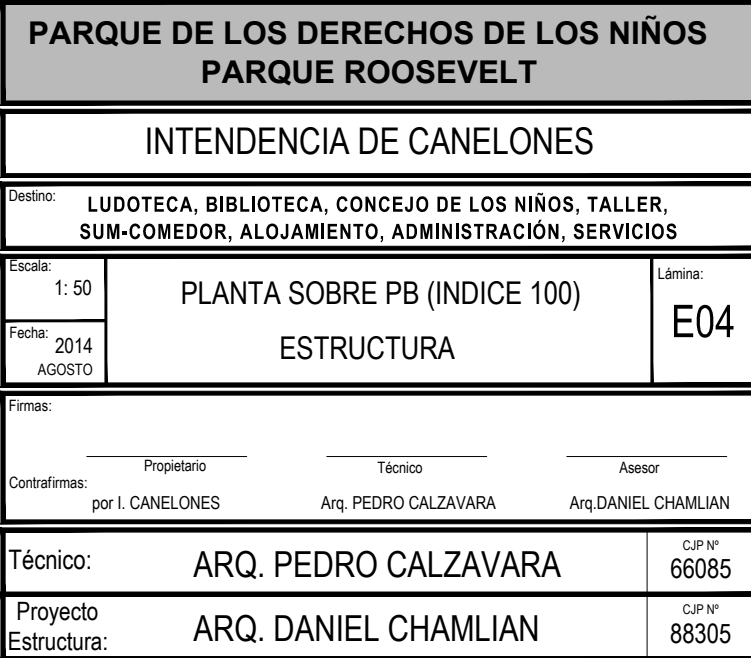 PARQUE DE LOS DERECHOS DE LOS NIÑOS
PARQUE ROOSEVELT
INTENDENCIA DE CANELONES
Destino:
LUDOTECA, BIBLIOTECA, CONCEJO DE LOS NIÑOS, TALLER,
SUM-COMEDOR, ALOJAMIENTO, ADMINISTRACIÓN, SERVICIOS
Escala:
1: 50
Fecha:
2014
AGOSTO
PLANTA SOBRE PB (INDICE 100)
ESTRUCTURA
Lámina:
E04
Firmas:
Propietario Técnico Asesor
Contrafirmas:
por I. CANELONES Arq. PEDRO CALZAVARA Arq.DANIEL CHAMLIAN
Técnico: ARQ. PEDRO CALZAVARA
CJP Nº
66085
Proyecto
Estructura: ARQ. DANIEL CHAMLIAN
CJP Nº
88305